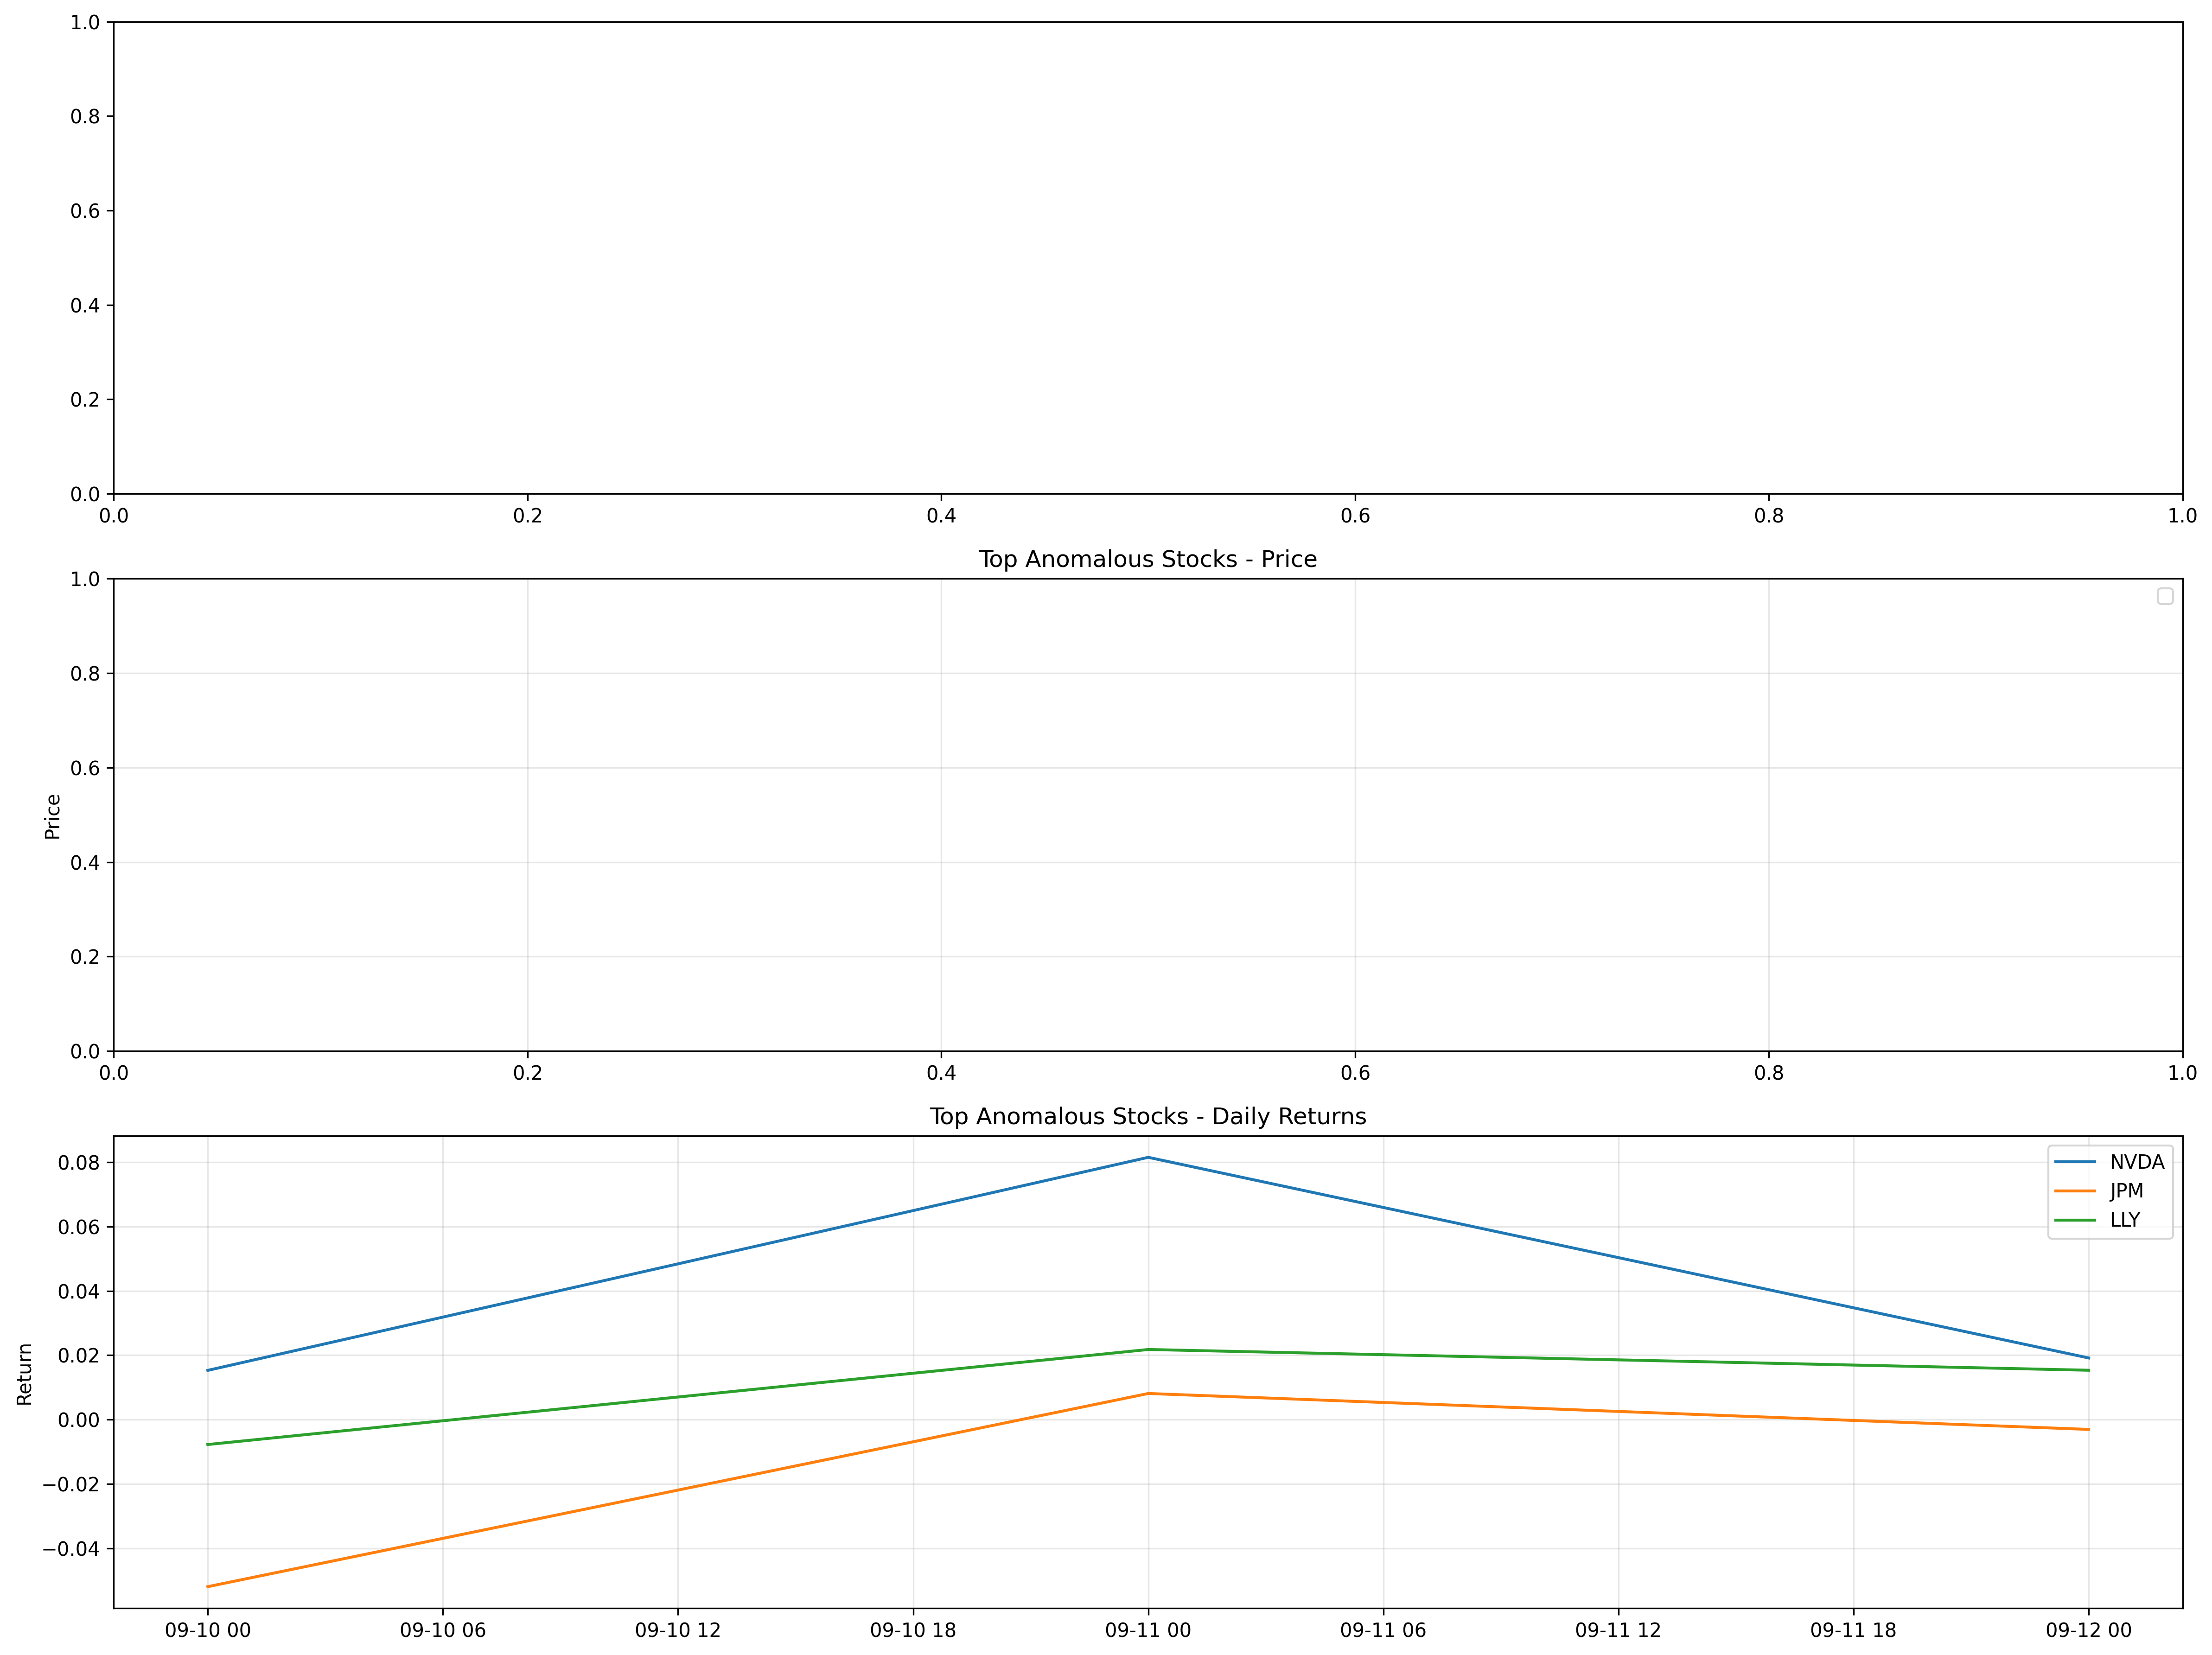 1.0
0.8
0.6
0.4
0.2
0.0
0.0 0.2 0.4 0.6 0.8 1.0
Top Anomalous Stocks - Price
1.0
0.8
0.6
0.4
0.2
0.0
Price
0.0 0.2 0.4 0.6 0.8 1.0
Top Anomalous Stocks - Daily Returns
0.08
0.06
0.04
0.02
0.00
−0.02
−0.04
Return
NVDA
JPM
LLY
09-10 00 09-10 06 09-10 12 09-10 18 09-11 00 09-11 06 09-11 12 09-11 18 09-12 00